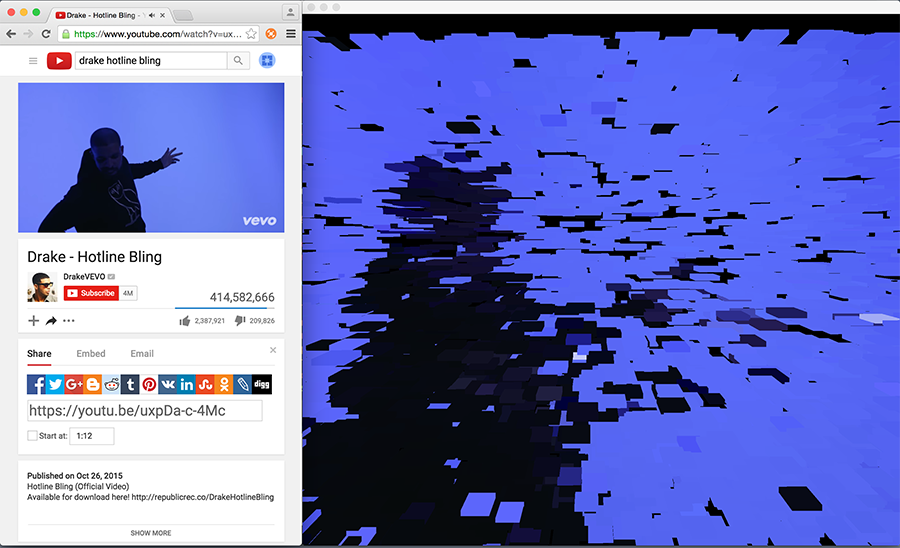 Drake - Hotline Bling - Y
https://www.youtube.com/watch?v=ux...
drake hotline bling
vevo
Drake - Hotline Bling
DrakeVEVO
Subscribe 4M
414,582,666
2,387,921 209,826
Share Embed Email
digg
https://youtu.be/uxpDa-c-4Mc
Start at: 1:12
Published on Oct 26, 2015
Hotline Bling (Official Video)
Available for download here! http://republicrec.co/DrakeHotlineBling
SHOW MORE